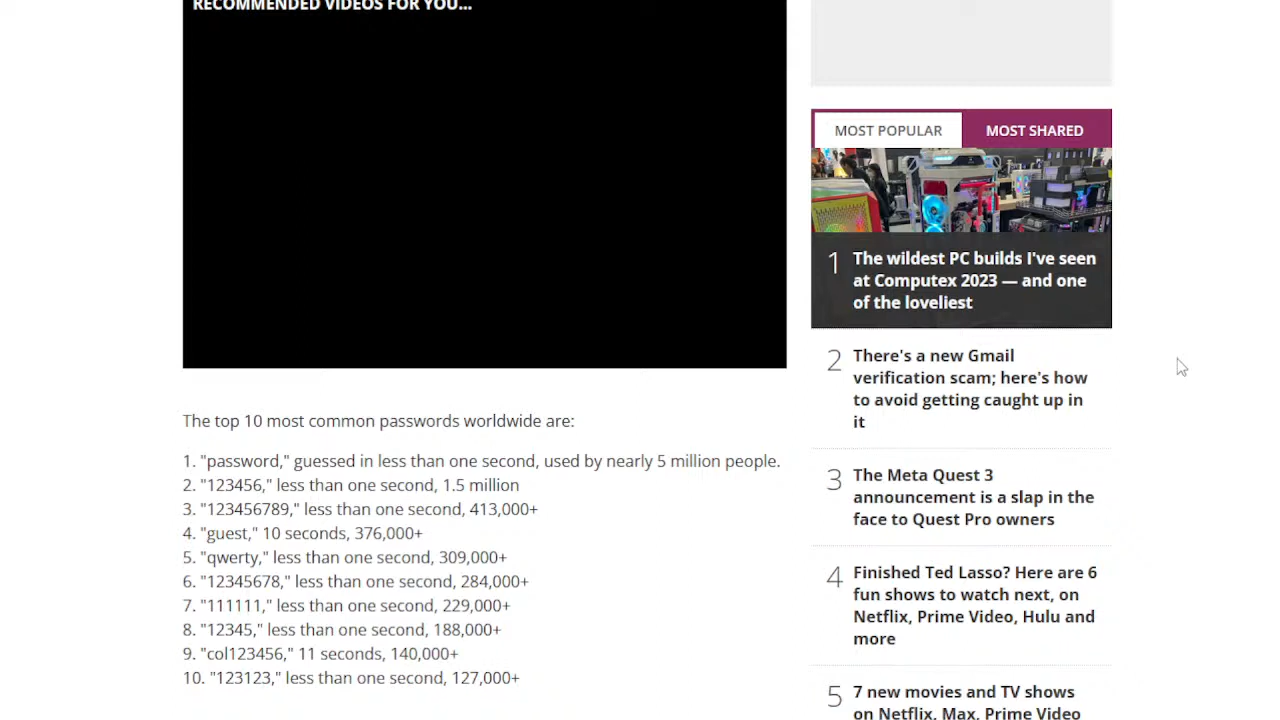 RECOMMENDED VIDEOS FOR YOU...
The top 10 most common passwords worldwide are:
1. "password," guessed in less than one second, used by nearly 5 million people.
2. "123456," less than one second, 1.5 million
3. "123456789," less than one second, 413,000+
4. "guest," 10 seconds, 376,000+
5. "qwerty," less than one second, 309,000+
6. "12345678," less than one second, 284,000+
7. "111111," less than one second, 229,000+
8. "12345," less than one second, 188,000+
9. "col123456," 11 seconds, 140,000+
10. "123123," less than one second, 127,000+
MOST POPULAR
MOST SHARED
1
The wildest PC builds I've seen
at Computex 2023 — and one
of the loveliest
2
There's a new Gmail
verification scam; here's how
to avoid getting caught up in
it
3
The Meta Quest 3
announcement is a slap in the
face to Quest Pro owners
4
Finished Ted Lasso? Here are 6
fun shows to watch next, on
Netflix, Prime Video, Hulu and
more
5
7 new movies and TV shows
on Netflix, Max, Prime Video